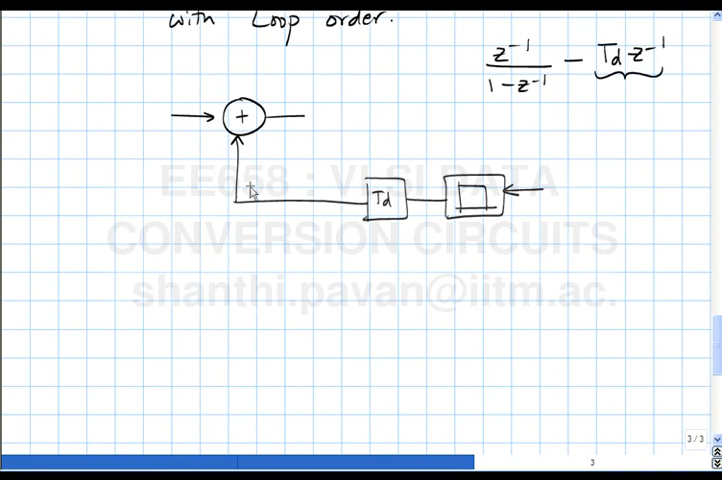 with Loop order.
z⁻¹
1-z⁻¹
− Td z⁻¹
+
Td
EE658 : VLSI DATA
CONVERSION CIRCUITS
shanthi.pavan@iitm.ac.
3/3
3